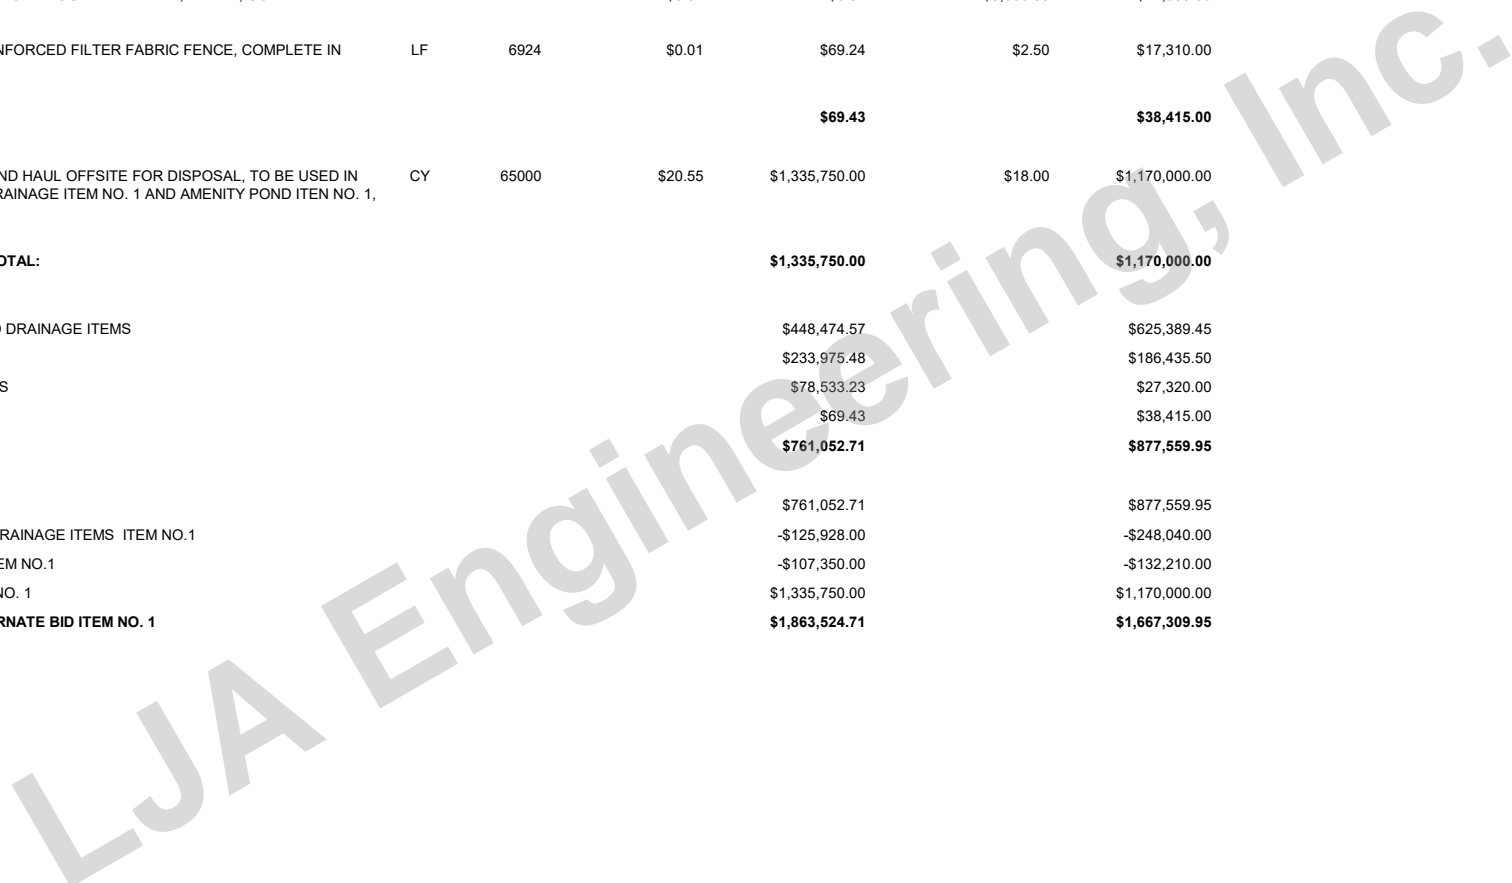 NFORCED FILTER FABRIC FENCE, COMPLETE IN LF 6924 $0.01 $69.24 $2.50 $17,310.00
$69.43 $38,415.00
ND HAUL OFFSITE FOR DISPOSAL, TO BE USED IN CY 65000 $20.55 $1,335,750.00 $18.00 $1,170,000.00
RAINAGE ITEM NO. 1 AND AMENITY POND ITEN NO. 1,
OTAL: $1,335,750.00 $1,170,000.00
DRAINAGE ITEMS $448,474.57 $625,389.45
$233,975.48 $186,435.50
S $78,533.23 $27,320.00
$69.43 $38,415.00
$761,052.71 $877,559.95
$761,052.71 $877,559.95
RAINAGE ITEMS ITEM NO.1 -$125,928.00 -$248,040.00
EM NO.1 -$107,350.00 -$132,210.00
NO. 1 $1,335,750.00 $1,170,000.00
RNATE BID ITEM NO. 1 $1,863,524.71 $1,667,309.95
LJA Engineering, Inc.